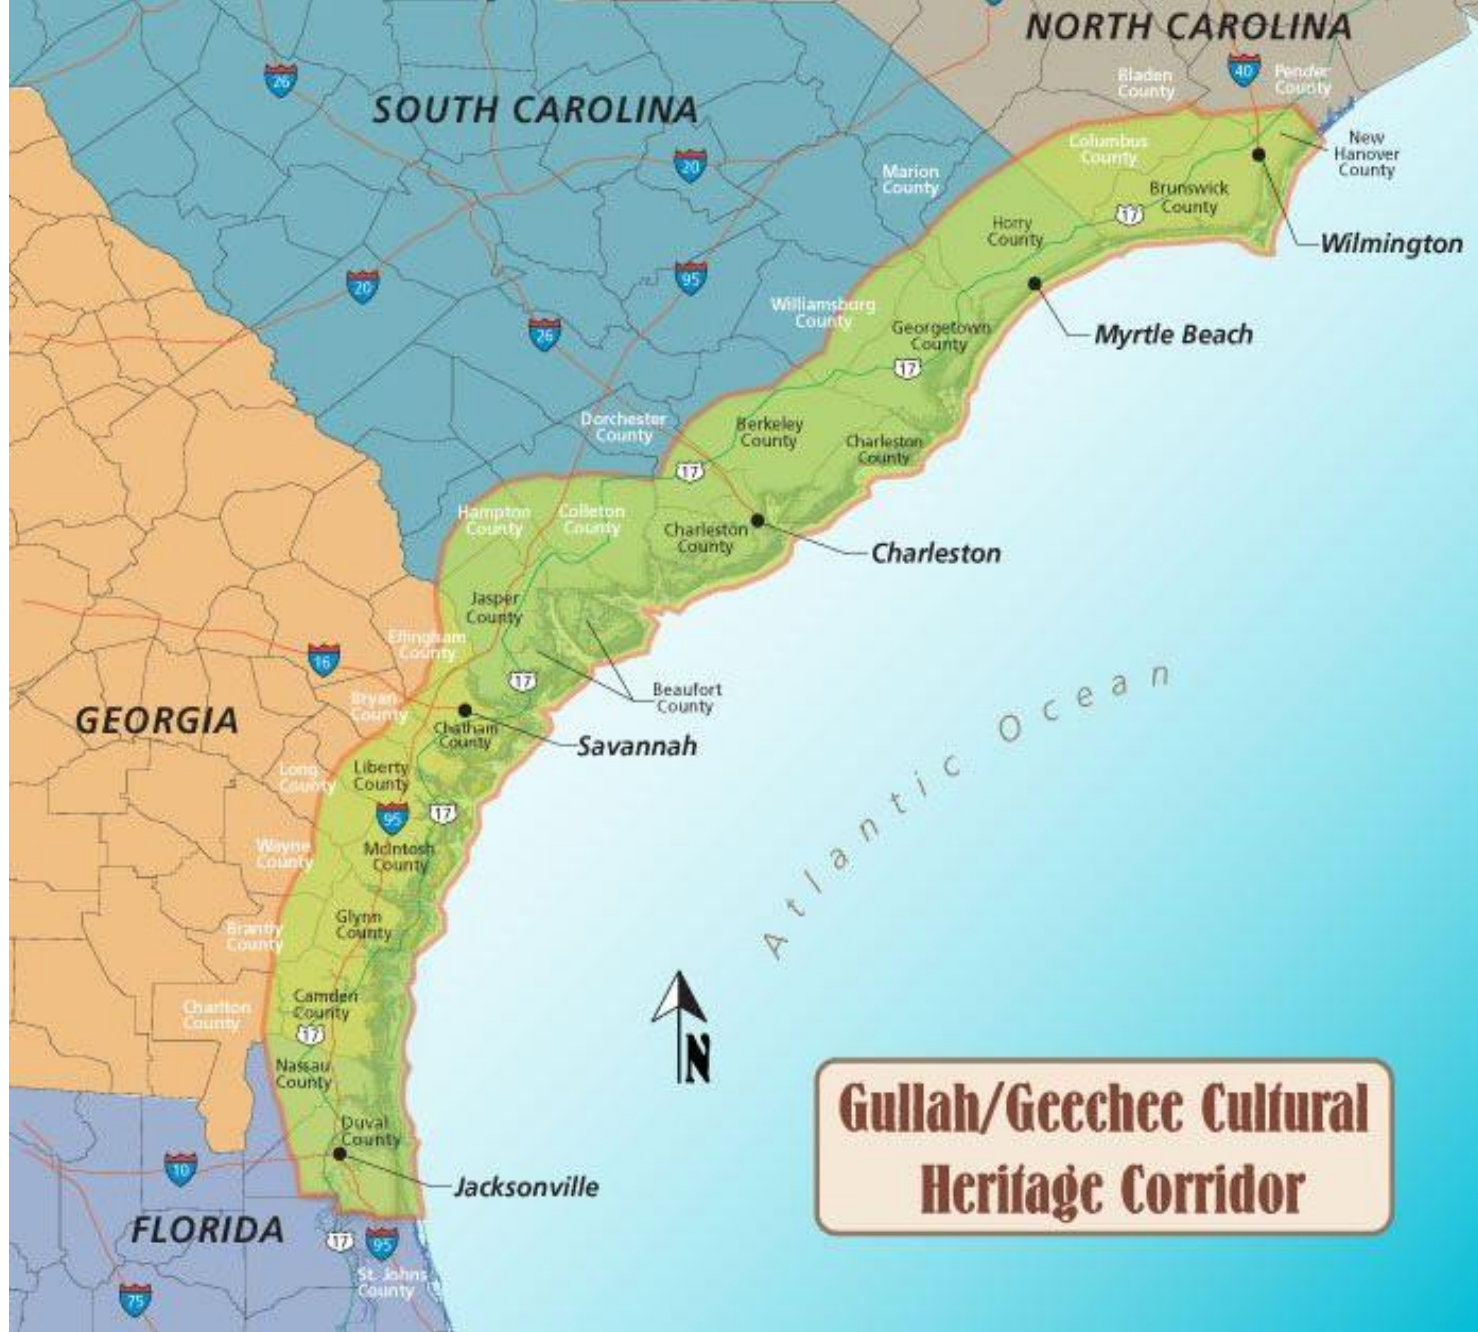 NORTH CAROLINA
SOUTH CAROLINA
26
40
Bladen
County
Pender
County
New
Hanover
County
Columbus
County
20
Marion
County
Brunswick
County
17
Horry
County
Wilmington
20
95
26
Williamsburg
County
Georgetown
County
17
Myrtle Beach
Dorchester
County
Berkeley
County
Charleston
County
17
Hampton
County
Colleton
County
Charleston
County
Charleston
Jasper
County
Effingham
County
16
17
Beaufort
County
GEORGIA
Bryan
County
Chatham
County
Savannah
Long
County
Liberty
County
95
17
Wayne
County
McIntosh
County
Brantly
County
Glynn
County
Atlantic Ocean
Charlton
County
Camden
County
17
N
Nassau
County
Duval
County
10
Jacksonville
FLORIDA
17
95
St. Johns
County
75
Gullah/Geechee Cultural
Heritage Corridor